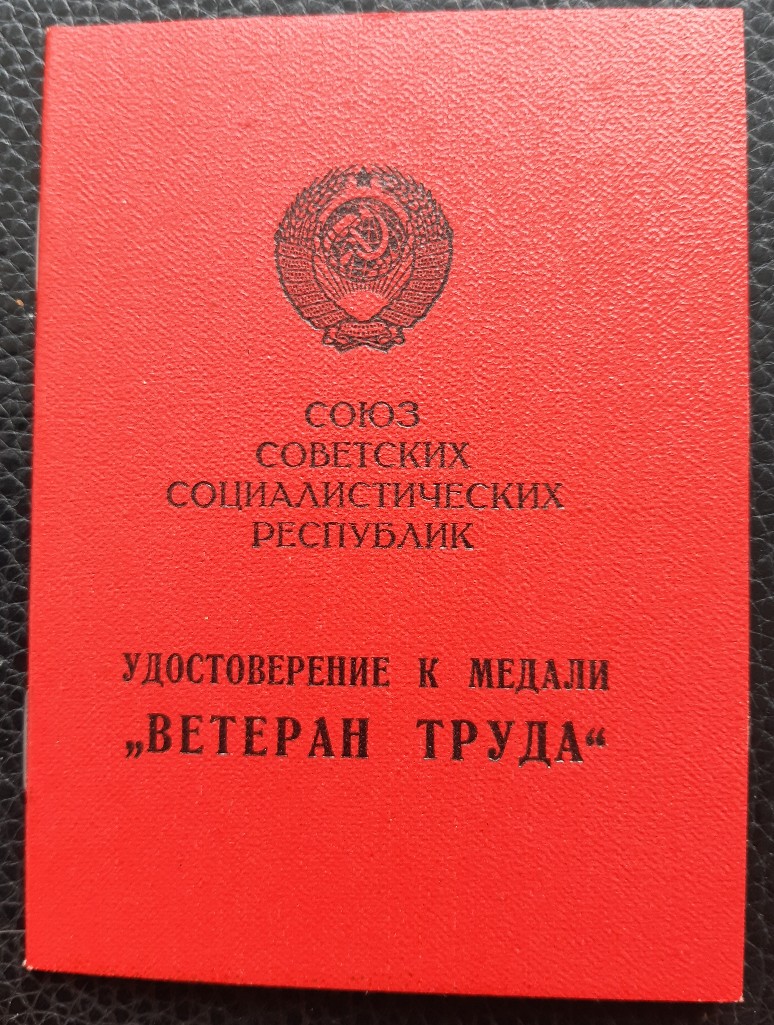 СОЮЗ
СОВЕТСКИХ
СОЦИАЛИСТИЧЕСКИХ
РЕСПУБЛИК
УДОСТОВЕРЕНИЕ К МЕДАЛИ
„ВЕТЕРАН ТРУДА“